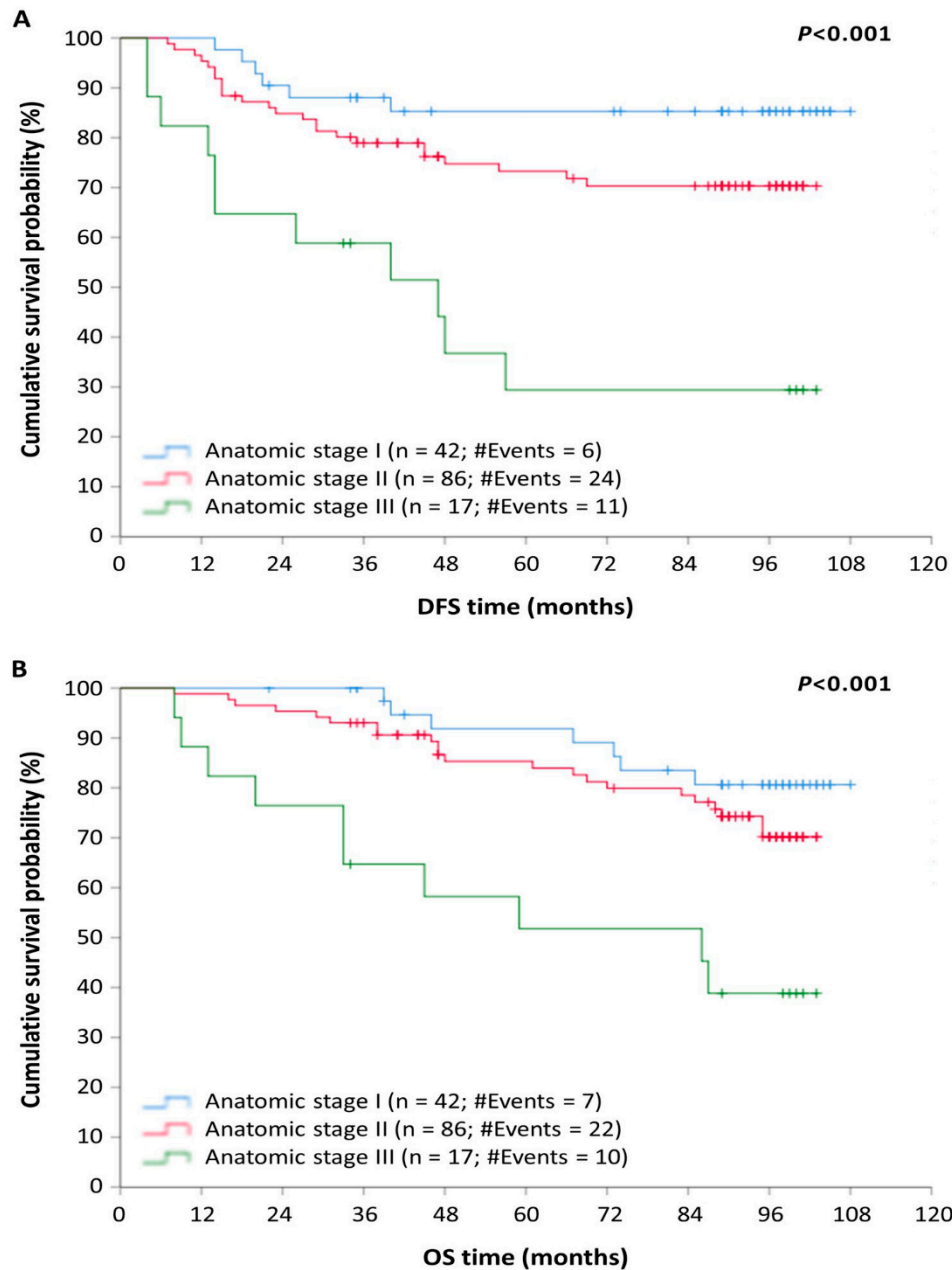 A
P<0.001
Cumulative survival probability (%)
100
90
80
70
60
50
40
30
20
10
0
Anatomic stage I (n = 42; #Events = 6)
Anatomic stage II (n = 86; #Events = 24)
Anatomic stage III (n = 17; #Events = 11)
0 12 24 36 48 60 72 84 96 108 120
DFS time (months)
B
P<0.001
Cumulative survival probability (%)
100
90
80
70
60
50
40
30
20
10
0
Anatomic stage I (n = 42; #Events = 7)
Anatomic stage II (n = 86; #Events = 22)
Anatomic stage III (n = 17; #Events = 10)
0 12 24 36 48 60 72 84 96 108 120
OS time (months)